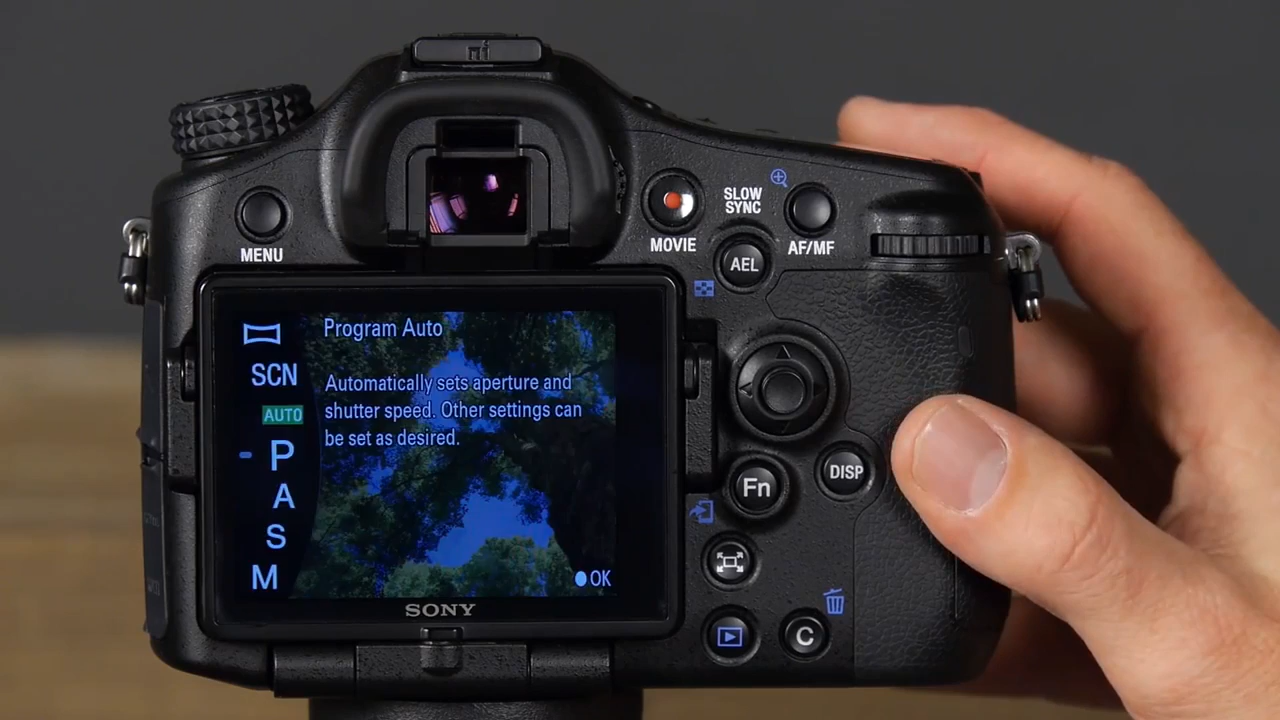 SLOW
SYNC
MENU
MOVIE
AEL
AF/MF
Program Auto
SCN
Automatically sets aperture and
shutter speed. Other settings can
be set as desired.
AUTO
P
A
S
M
OK
DISP
Fn
SONY
C